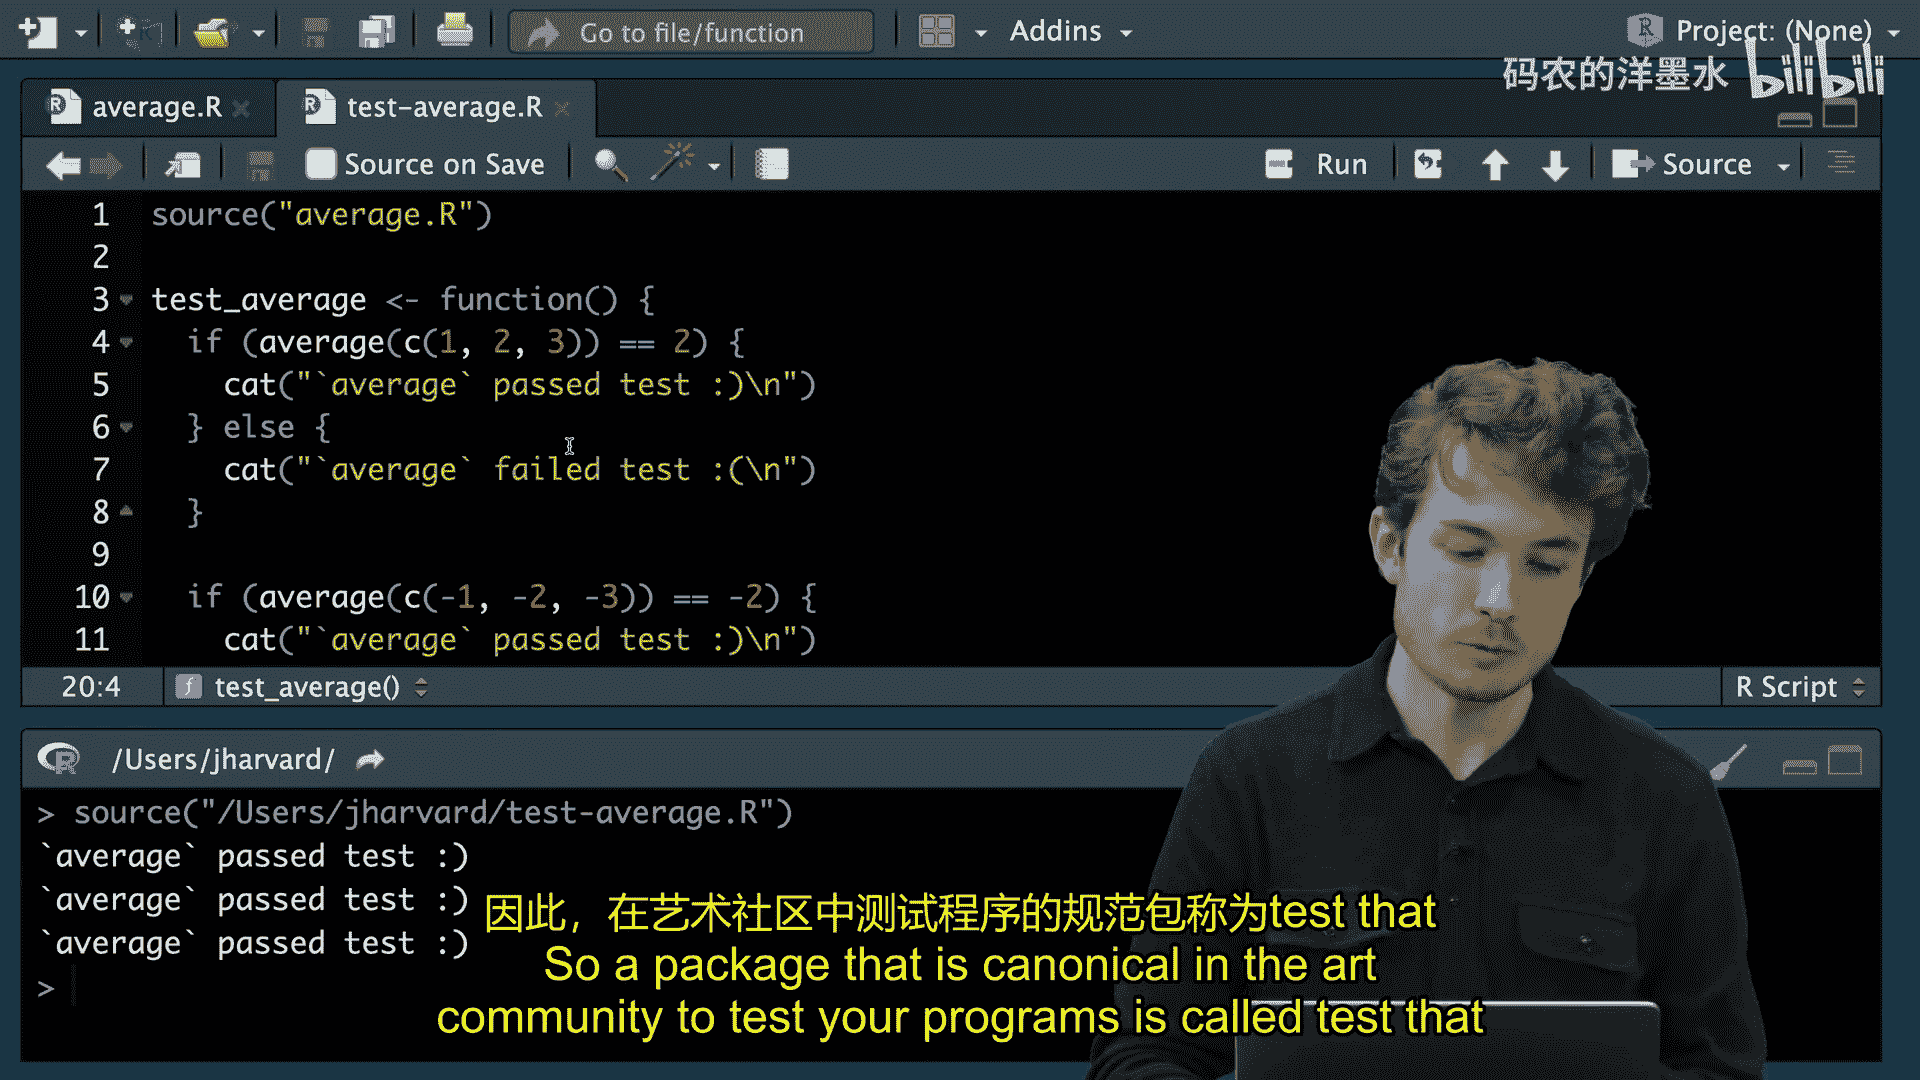 Go to file/function
Addins
Project: (None)
码农的洋墨水 bilibili
average.R
test-average.R
Source on Save
Run
Source
1 source("average.R")
2
3 test_average <- function() {
4 if (average(c(1, 2, 3)) == 2) {
5 cat("`average` passed test :)\n")
6 } else {
7 cat("`average` failed test :(\n")
8 }
9
10 if (average(c(-1, -2, -3)) == -2) {
11 cat("`average` passed test :)\n")
20:4
test_average()
R Script
/Users/jharvard/
> source("/Users/jharvard/test-average.R")
`average` passed test :)
`average` passed test :)
`average` passed test :)
>
因此，在艺术社区中测试程序的规范包称为test that
So a package that is canonical in the art
community to test your programs is called test that